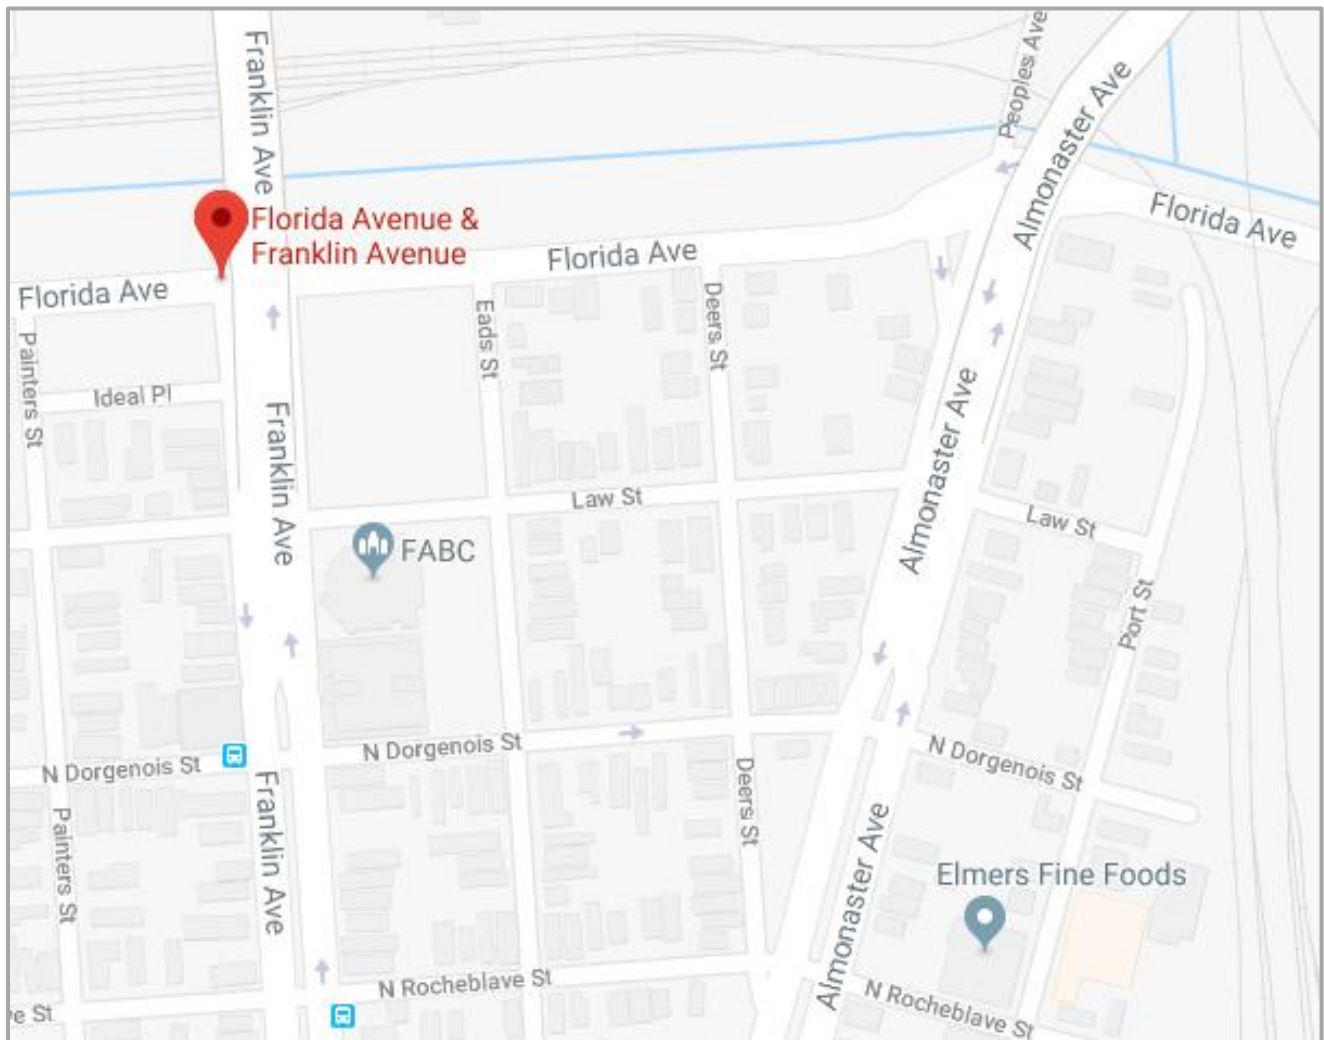 Franklin Ave
Peoples Ave
Almonaster Ave
Florida Avenue &
Franklin Avenue
Florida Ave
Florida Ave
Florida Ave
Painters St
Ideal Pl
Eads St
Deers St
Franklin Ave
Almonaster Ave
Law St
Law St
FABC
Port St
N Dorgenois St
N Dorgenois St
N Dorgenois St
Franklin Ave
Painters St
Deers St
Almonaster Ave
Elmers Fine Foods
N Rocheblave St
N Rocheblave St
ve St